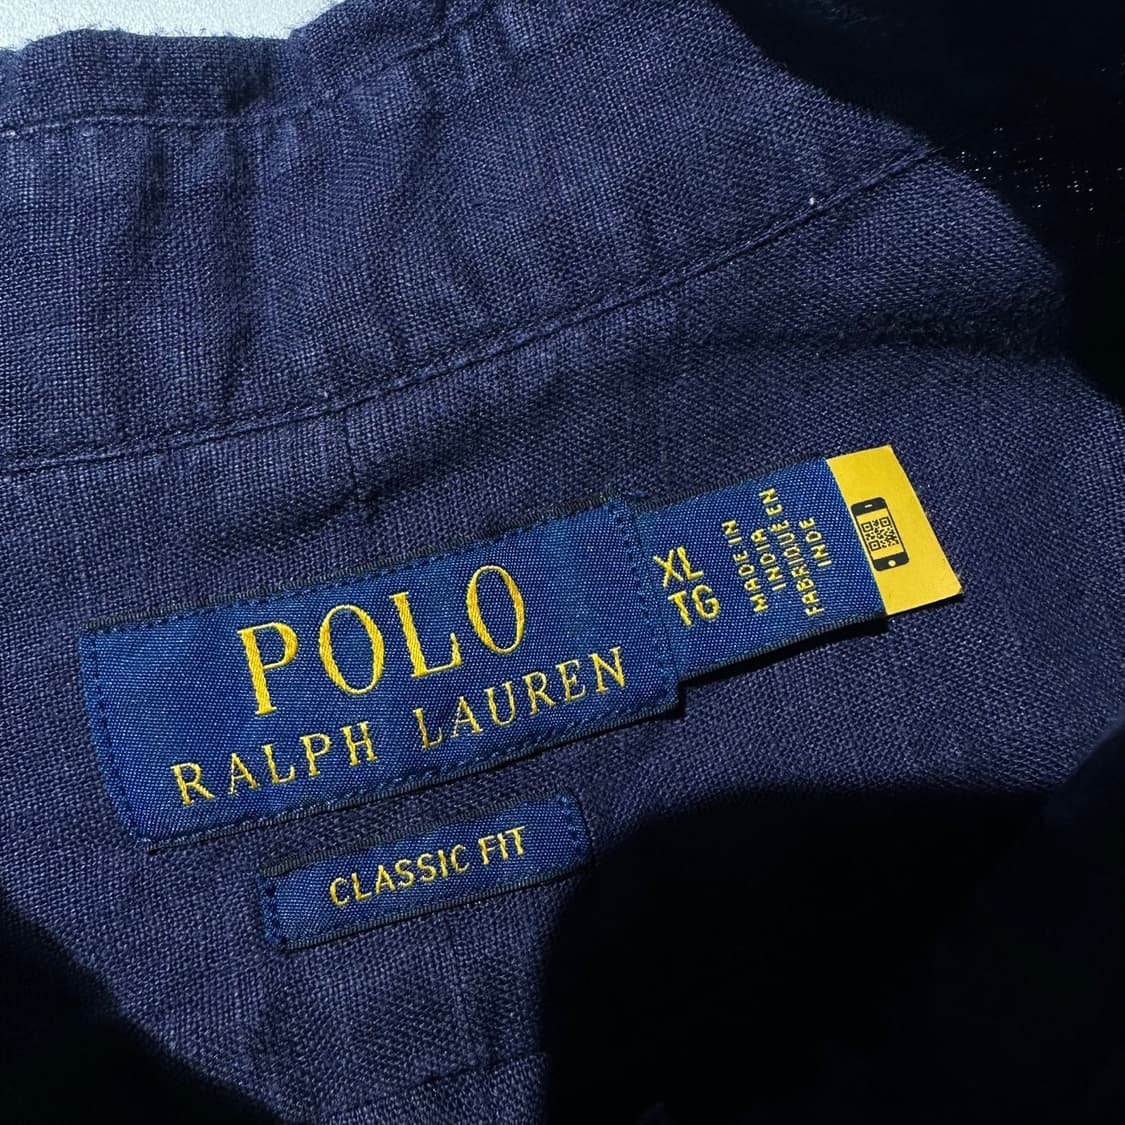 POLO
RALPH LAUREN
XL
TG
MADE IN
INDIA
FABRIQUÉ EN
INDE
CLASSIC FIT